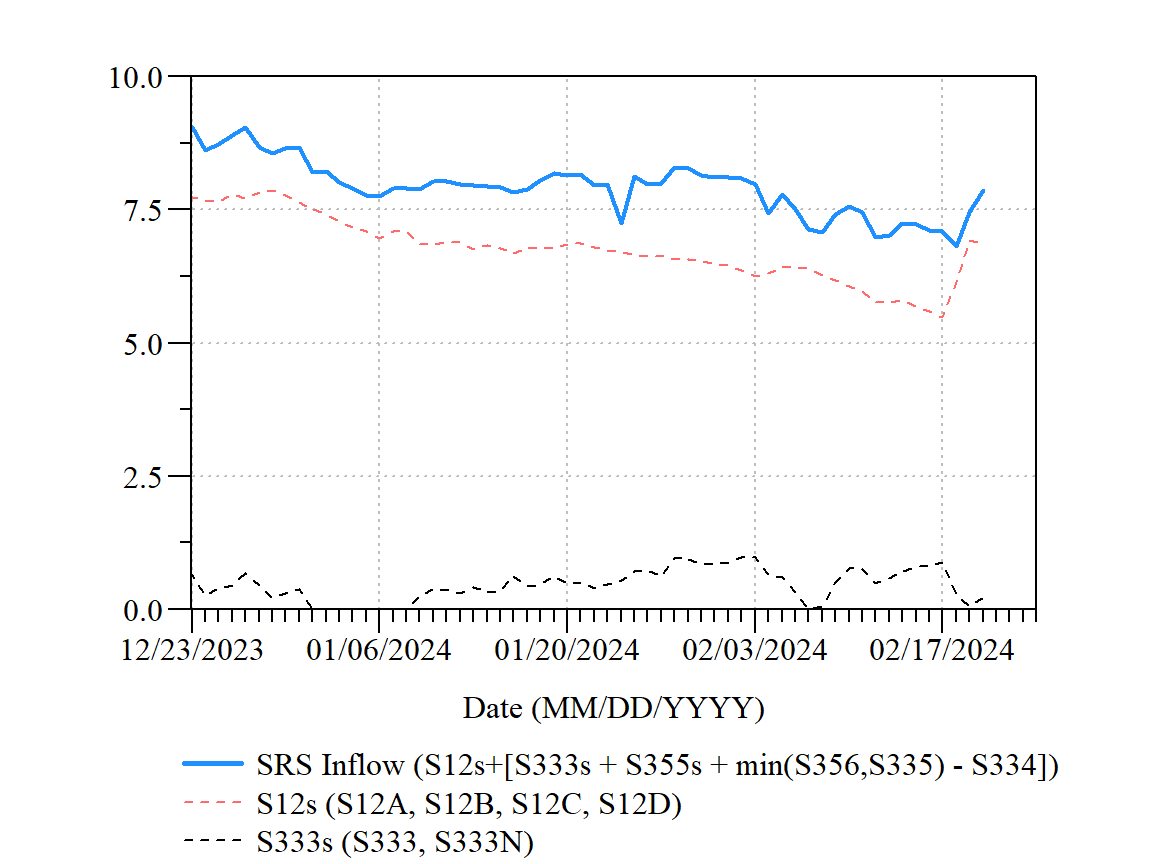 10.0
7.5
5.0
2.5
0.0
12/23/2023 01/06/2024 01/20/2024 02/03/2024 02/17/2024
Date (MM/DD/YYYY)
SRS Inflow (S12s+[S333s + S355s + min(S356,S335) - S334])
S12s (S12A, S12B, S12C, S12D)
S333s (S333, S333N)